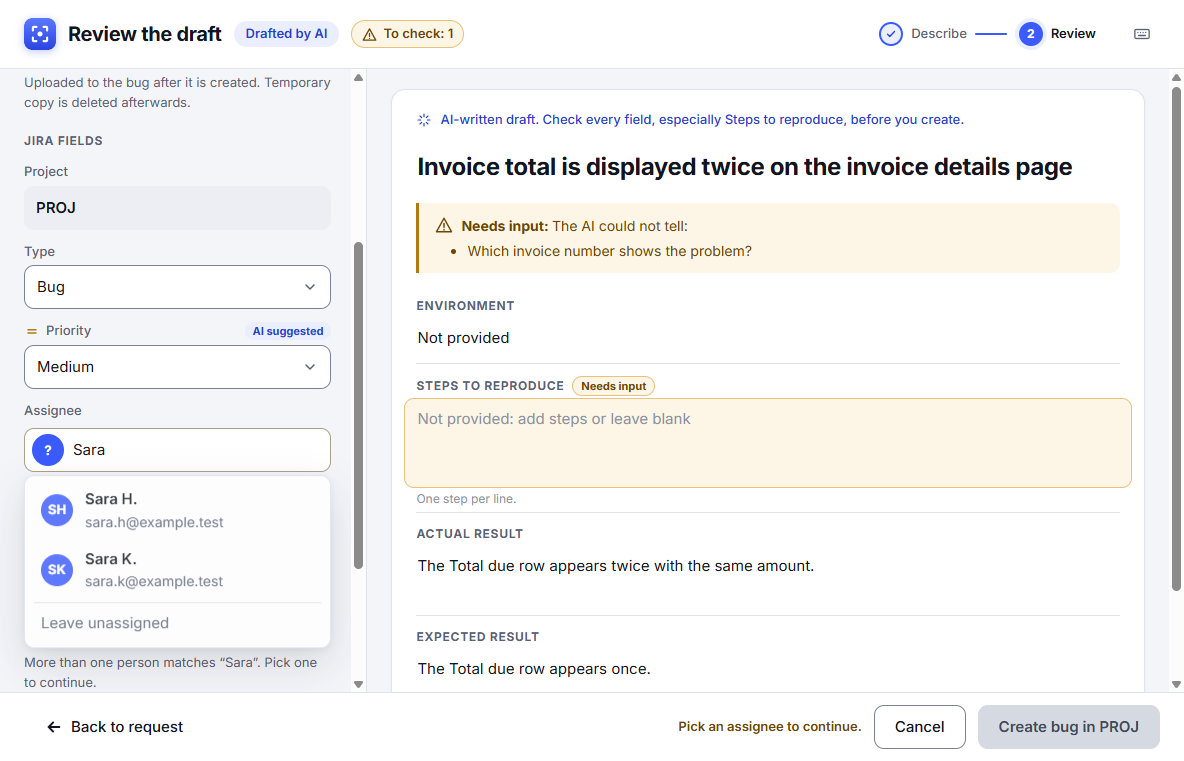 Review the draft
Drafted by AI
To check: 1
Describe
2
Review
Uploaded to the bug after it is created. Temporary
copy is deleted afterwards.
JIRA FIELDS
Project
PROJ
Type
Bug
Priority
AI suggested
Medium
Assignee
?
Sara
SH
Sara H.
sara.h@example.test
SK
Sara K.
sara.k@example.test
Leave unassigned
More than one person matches “Sara”. Pick one
to continue.
AI-written draft. Check every field, especially Steps to reproduce, before you create.
Invoice total is displayed twice on the invoice details page
Needs input: The AI could not tell:
• Which invoice number shows the problem?
ENVIRONMENT
Not provided
STEPS TO REPRODUCE
Needs input
Not provided: add steps or leave blank
One step per line.
ACTUAL RESULT
The Total due row appears twice with the same amount.
EXPECTED RESULT
The Total due row appears once.
Back to request
Pick an assignee to continue.
Cancel
Create bug in PROJ